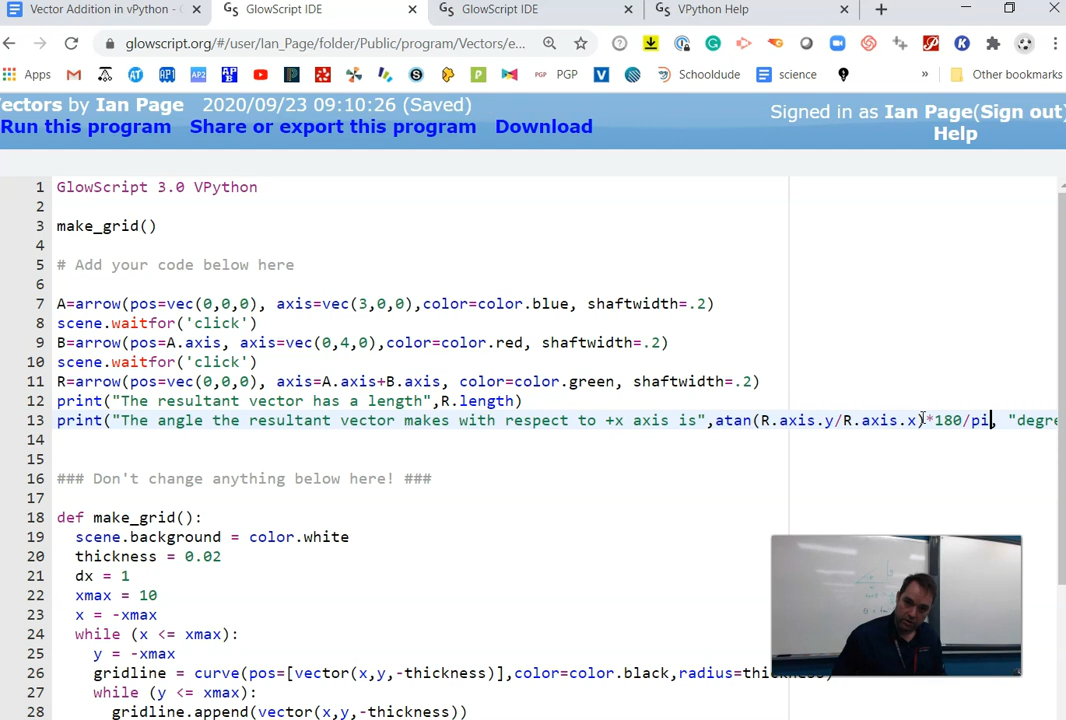 Vector Addition in vPython - 
GlowScript IDE
GlowScript IDE
VPython Help
glowscript.org/#/user/Ian_Page/folder/Public/program/Vectors/e...
Apps
PGP
Schooldude
science
Other bookmarks
ectors by Ian Page 2020/09/23 09:10:26 (Saved)
Signed in as Ian Page(Sign out)
Run this program Share or export this program Download
Help
1 GlowScript 3.0 VPython
2
3 make_grid()
4
5 # Add your code below here
6
7 A=arrow(pos=vec(0,0,0), axis=vec(3,0,0),color=color.blue, shaftwidth=.2)
8 scene.waitfor('click')
9 B=arrow(pos=A.axis, axis=vec(0,4,0),color=color.red, shaftwidth=.2)
10 scene.waitfor('click')
11 R=arrow(pos=vec(0,0,0), axis=A.axis+B.axis, color=color.green, shaftwidth=.2)
12 print("The resultant vector has a length",R.length)
13 print("The angle the resultant vector makes with respect to +x axis is",atan(R.axis.y/R.axis.x)*180/pi, "degre
14
15
16 ### Don't change anything below here! ###
17
18 def make_grid():
19 scene.background = color.white
20 thickness = 0.02
21 dx = 1
22 xmax = 10
23 x = -xmax
24 while (x <= xmax):
25 y = -xmax
26 gridline = curve(pos=[vector(x,y,-thickness)],color=color.black,radius=thickness)
27 while (y <= xmax):
28 gridline.append(vector(x,y,-thickness))